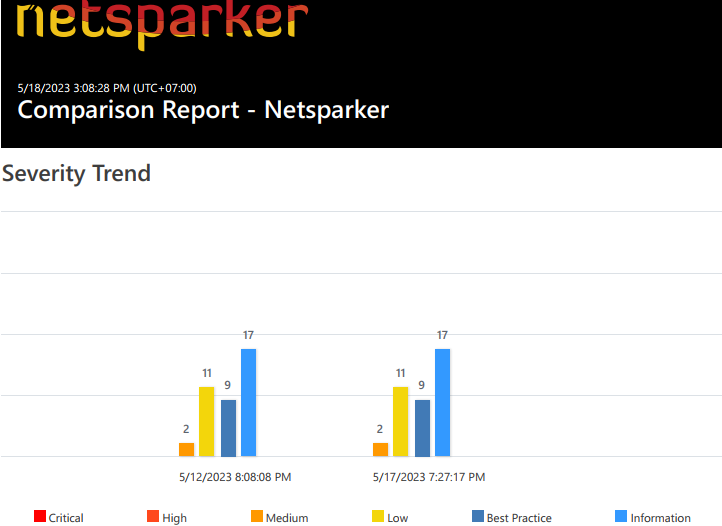 netsparker
5/18/2023 3:08:28 PM (UTC+07:00)
Comparison Report - Netsparker
Severity Trend
2 11 9 17 2 11 9 17
5/12/2023 8:08:08 PM 5/17/2023 7:27:17 PM
Critical High Medium Low Best Practice Information